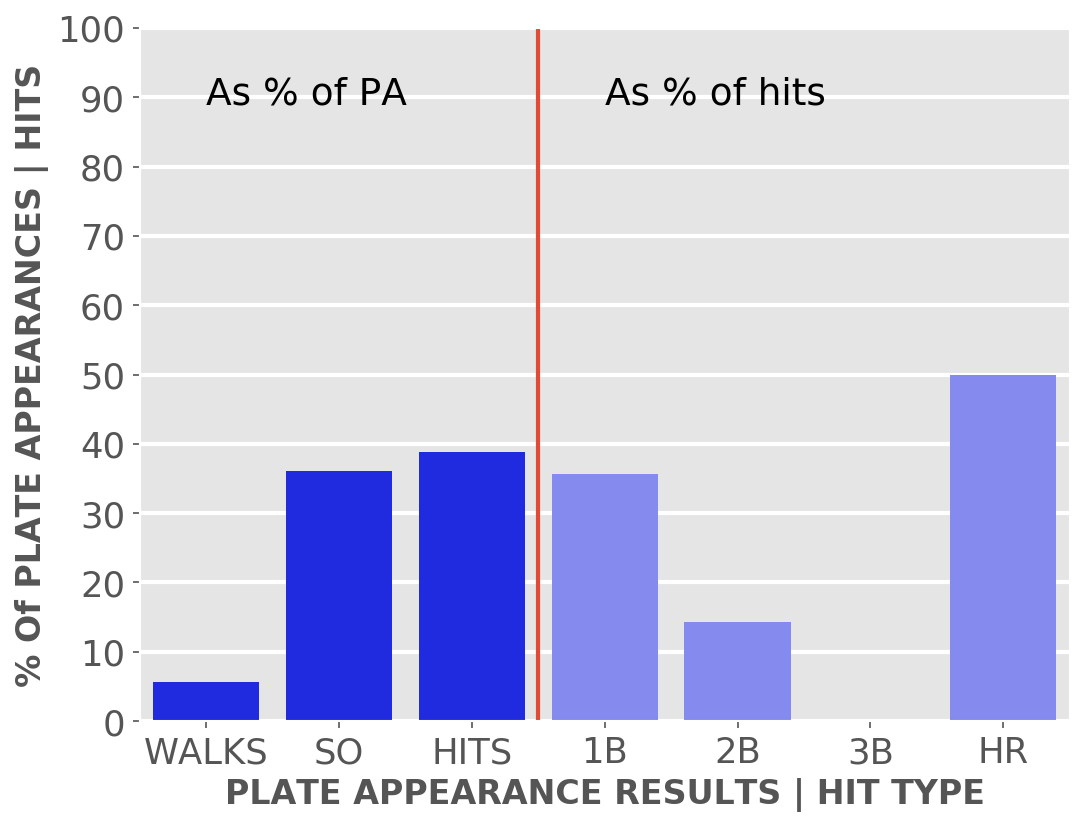 % Of PLATE APPEARANCES | HITS
100
90
80
70
60
50
40
30
20
10
0
As % of PA
As % of hits
WALKS SO HITS 1B 2B 3B HR
PLATE APPEARANCE RESULTS | HIT TYPE